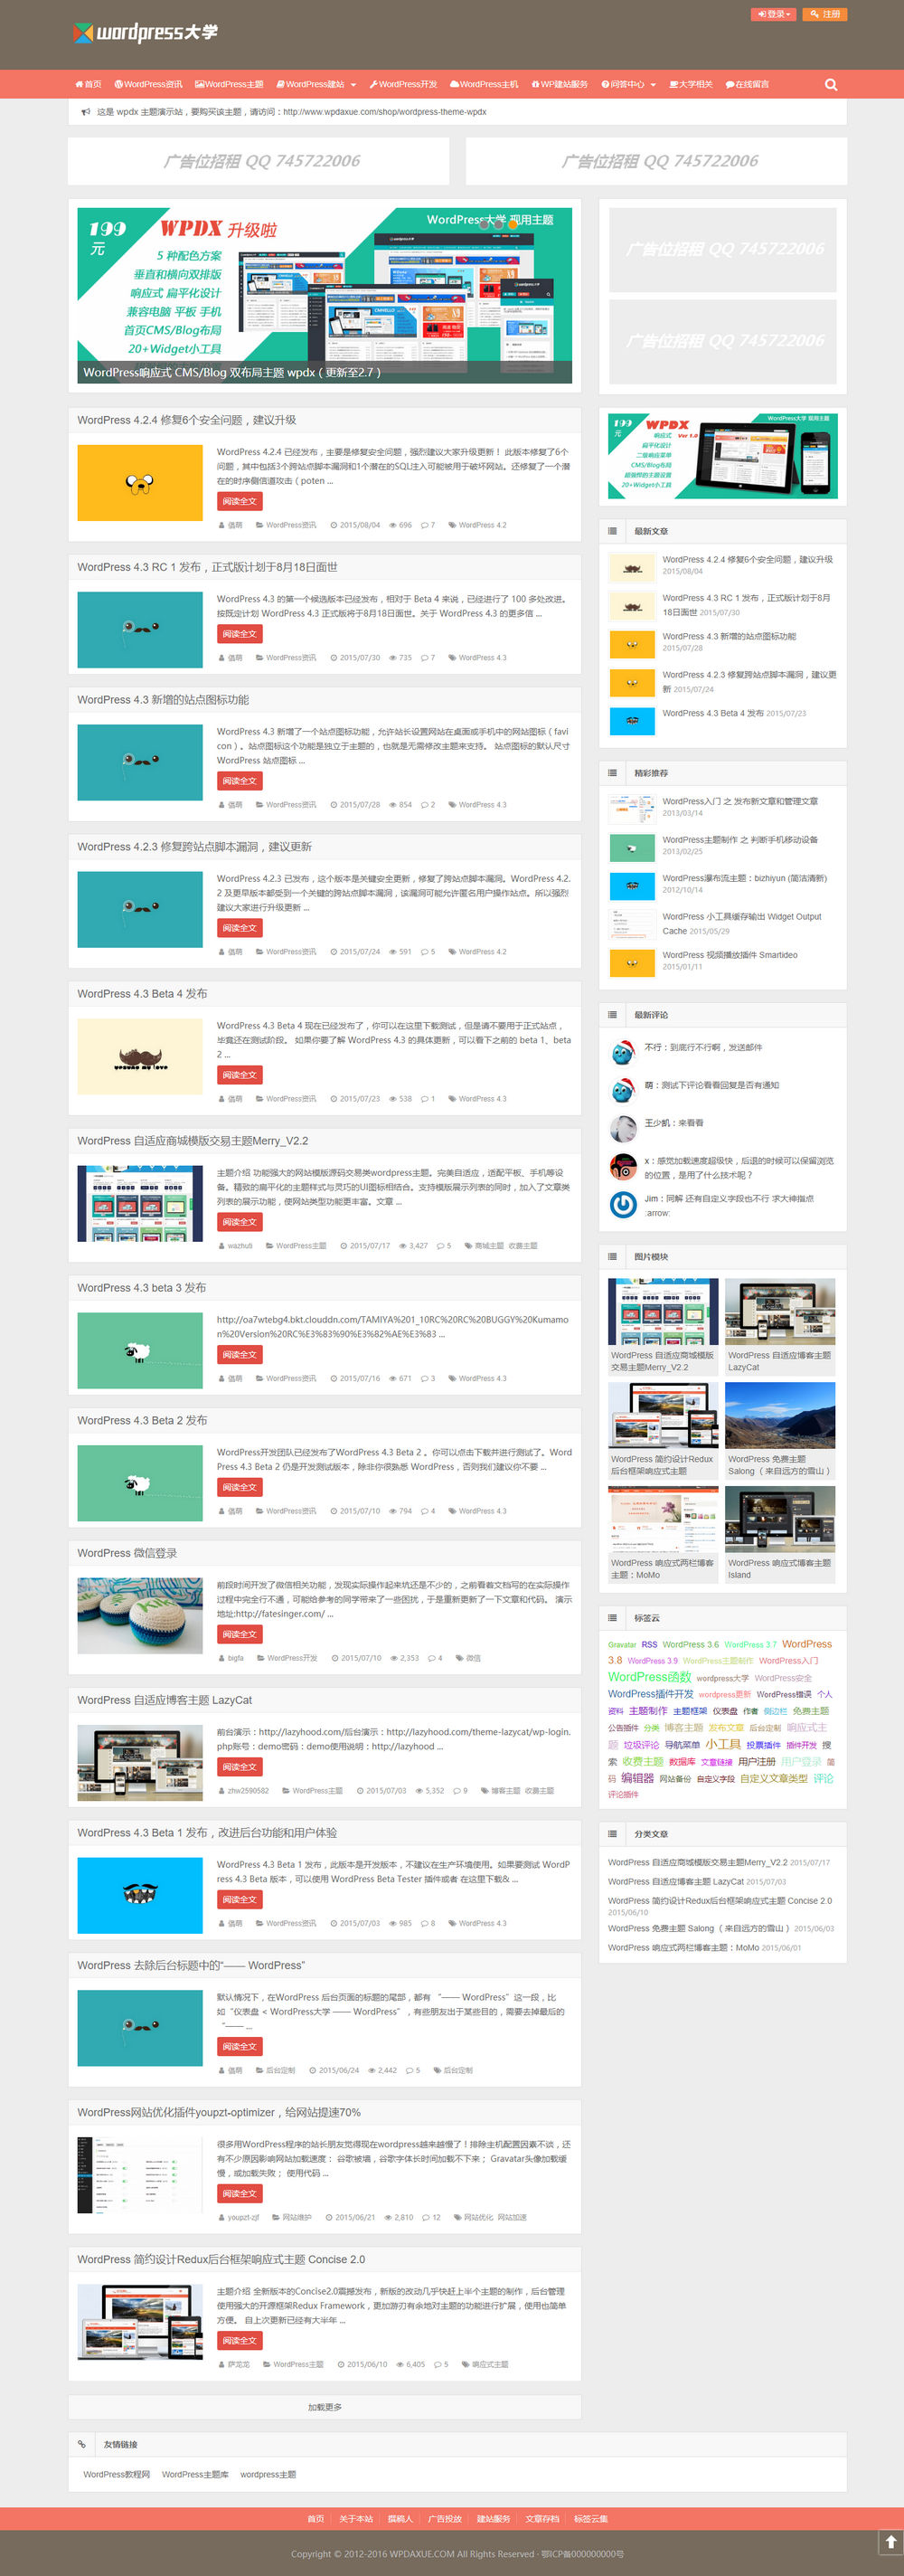 登录
注册
wordpress大学
首页 WordPress资讯 WordPress主题 WordPress建站 WordPress开发 WordPress主机 WP建站服务 问答中心 大学相关 在线留言
这是 wpdx 主题演示站，要购买该主题，请访问：http://www.wpdaxue.com/shop/wordpress-theme-wpdx
广告位招租 QQ 745722006
广告位招租 QQ 745722006
199元
WPDX 升级啦
WordPress大学 现用主题
5 种配色方案
垂直和横向双排版
响应式 扁平化设计
兼容电脑 平板 手机
首页CMS/Blog布局
20+Widget小工具
WordPress响应式 CMS/Blog 双布局主题 wpdx（更新至2.7）
WordPress 4.2.4 修复6个安全问题，建议升级
WordPress 4.2.4 已经发布，主要是修复安全问题，强烈建议大家升级更新！ 此版本修复了6个
问题，其中包括3个跨站点脚本漏洞和1个潜在的SQL注入可能被用于破坏网站。还修复了一个潜
在的时序侧信道攻击（poten ...
阅读全文
倡萌 WordPress资讯 2015/08/04 696 7 WordPress 4.2
WordPress 4.3 RC 1 发布，正式版计划于8月18日面世
WordPress 4.3 的第一个候选版本已经发布，相对于 Beta 4 来说，已经进行了 100 多处改进。
按既定计划 WordPress 4.3 正式版将于8月18日面世。关于 WordPress 4.3 的更多信 ...
阅读全文
倡萌 WordPress资讯 2015/07/30 735 7 WordPress 4.3
WordPress 4.3 新增的站点图标功能
WordPress 4.3 新增了一个站点图标功能，允许站长设置网站在桌面或手机中的网站图标（favi
con）。站点图标这个功能是独立于主题的，也就是无需修改主题来支持。 站点图标的默认尺寸
WordPress 站点图标 ...
阅读全文
倡萌 WordPress资讯 2015/07/28 854 2 WordPress 4.3
WordPress 4.2.3 修复跨站点脚本漏洞，建议更新
WordPress 4.2.3 已发布，这个版本是关键安全更新，修复了跨站点脚本漏洞。WordPress 4.2.
2 及更早版本都受到一个关键的跨站点脚本漏洞，该漏洞可能允许匿名用户操作站点。所以强烈
建议大家进行升级更新 ...
阅读全文
倡萌 WordPress资讯 2015/07/24 591 5 WordPress 4.2
WordPress 4.3 Beta 4 发布
WordPress 4.3 Beta 4 现在已经发布了，你可以在这里下载测试，但是请不要用于正式站点，
毕竟还在测试阶段。 如果你要了解 WordPress 4.3 的具体更新，可以看下之前的 beta 1、beta
2 ...
阅读全文
倡萌 WordPress资讯 2015/07/23 538 1 WordPress 4.3
WordPress 自适应商城模版交易主题Merry_V2.2
主题介绍 功能强大的网站模版源码交易类wordpress主题。完美自适应，适配平板、手机等设
备。精致的扁平化的主题样式与灵巧的UI图标相结合。支持模版展示列表的同时，加入了文章类
列表的展示功能，使网站类型功能更丰富。文章 ...
阅读全文
wazhuti WordPress主题 2015/07/17 3,427 5 商城主题 收费主题
WordPress 4.3 beta 3 发布
http://oa7wtebg4.bkt.clouddn.com/TAMIYA%201_10RC%20RC%20BUGGY%20Kumamo
n%20Version%20RC%E3%83%90%E3%82%AE%E3%83 ...
阅读全文
倡萌 WordPress资讯 2015/07/16 671 3 WordPress 4.3
WordPress 4.3 Beta 2 发布
WordPress开发团队已经发布了WordPress 4.3 Beta 2 。你可以点击下载并进行测试了。Word
Press 4.3 Beta 2 仍是开发测试版本，除非你很熟悉 WordPress，否则我们建议你不要 ...
阅读全文
倡萌 WordPress资讯 2015/07/10 794 4 WordPress 4.3
WordPress 微信登录
前段时间开发了微信相关功能，发现实际操作起来坑还是不少的，之前看着文档写的在实际操作
过程中完全行不通，可能给参考的同学带来了一些困扰，于是重新更新了一下文章和代码。 演示
地址:http://fatesinger.com/ ...
阅读全文
bigfa WordPress开发 2015/07/10 2,353 4 微信
WordPress 自适应博客主题 LazyCat
前台演示：http://lazyhood.com/后台演示：http://lazyhood.com/theme-lazycat/wp-login.
php账号：demo密码：demo使用说明：http://lazyhood ...
阅读全文
zhw2590582 WordPress主题 2015/07/03 5,352 9 博客主题 收费主题
WordPress 4.3 Beta 1 发布，改进后台功能和用户体验
WordPress 4.3 Beta 1 发布，此版本是开发版本，不建议在生产环境使用。如果要测试 WordP
ress 4.3 Beta 版本，可以使用 WordPress Beta Tester 插件或者 在这里下载& ...
阅读全文
倡萌 WordPress资讯 2015/07/03 985 8 WordPress 4.3
WordPress 去除后台标题中的“—— WordPress”
默认情况下，在WordPress 后台页面的标题的尾部，都有 “—— WordPress”这一段，比
如“仪表盘 < WordPress大学 —— WordPress”，有些朋友出于某些目的，需要去掉最后的
“—— ...
阅读全文
倡萌 后台定制 2015/06/24 2,442 5 后台定制
WordPress网站优化插件youpzt-optimizer，给网站提速70%
很多用WordPress程序的站长朋友觉得现在wordpress越来越慢了！排除主机配置因素不谈，还
有不少原因影响网站加载速度： 谷歌被墙，谷歌字体长时间加载不下来； Gravatar头像加载缓
慢，或加载失败； 使用代码 ...
阅读全文
youpzt-zjf 网站维护 2015/06/21 2,810 12 网站优化 网站加速
WordPress 简约设计Redux后台框架响应式主题 Concise 2.0
主题介绍 全新版本的Concise2.0震撼发布，新版的改动几乎快赶上半个主题的制作，后台管理
使用强大的开源框架Redux Framework，更加游刃有余地对主题的功能进行扩展，使用也简单
方便。 自上次更新已经有大半年 ...
阅读全文
萨龙龙 WordPress主题 2015/06/10 6,405 5 响应式主题
加载更多
广告位招租 QQ 745722006
广告位招租 QQ 745722006
199元 WPDX Ver 1.8
WordPress大学 现用主题
响应式
扁平化设计
二级响应菜单
CMS/Blog布局
超强悍的主题设置
20+Widget小工具
最新文章
WordPress 4.2.4 修复6个安全问题，建议升级
2015/08/04
WordPress 4.3 RC 1 发布，正式版计划于8月
18日面世 2015/07/30
WordPress 4.3 新增的站点图标功能
2015/07/28
WordPress 4.2.3 修复跨站点脚本漏洞，建议更
新 2015/07/24
WordPress 4.3 Beta 4 发布 2015/07/23
精彩推荐
WordPress入门 之 发布新文章和管理文章
2013/03/14
WordPress主题制作 之 判断手机移动设备
2013/02/25
WordPress瀑布流主题：bizhiyun (简洁清新)
2012/10/14
WordPress 小工具缓存输出 Widget Output
Cache 2015/05/29
WordPress 视频播放插件 Smartideo
2015/01/11
最新评论
不行：到底行不行啊，发送邮件
萌：测试下评论看看回复是否有通知
王少凯：来看看
x：感觉加载速度超级快，后退的时候可以保留浏览
的位置，是用了什么技术呢？
Jim：同解 还有自定义字段也不行 求大神指点
:arrow:
图片模块
WordPress 自适应商城模版
交易主题Merry_V2.2
WordPress 自适应博客主题
LazyCat
WordPress 简约设计Redux
后台框架响应式主题
WordPress 免费主题
Salong（来自远方的雪山）
WordPress 响应式两栏博客
主题：MoMo
WordPress 响应式博客主题
Island
标签云
Gravatar RSS WordPress 3.6 WordPress 3.7 WordPress
3.8 WordPress 3.9 WordPress主题制作 WordPress入门
WordPress函数 wordpress大学 WordPress安全
WordPress插件开发 wordpress更新 WordPress错误 个人
资料 主题制作 主题框架 仪表盘 作者 侧边栏 免费主题
公告插件 分类 博客主题 发布文章 后台定制 响应式主
题 垃圾评论 导航菜单 小工具 投票插件 插件开发 搜
索 收费主题 数据库 文章链接 用户注册 用户登录 简
码 编辑器 网站备份 自定义字段 自定义文章类型 评论
评论插件
分类文章
WordPress 自适应商城模版交易主题Merry_V2.2 2015/07/17
WordPress 自适应博客主题 LazyCat 2015/07/03
WordPress 简约设计Redux后台框架响应式主题 Concise 2.0
2015/06/10
WordPress 免费主题 Salong（来自远方的雪山） 2015/06/03
WordPress 响应式两栏博客主题：MoMo 2015/06/01
友情链接
WordPress教程网 WordPress主题库 wordpress主题
首页 关于本站 撰稿人 广告投放 建站服务 文章存档 标签云集
Copyright © 2012-2016 WPDAXUE.COM All Rights Reserved · 鄂ICP备000000000号